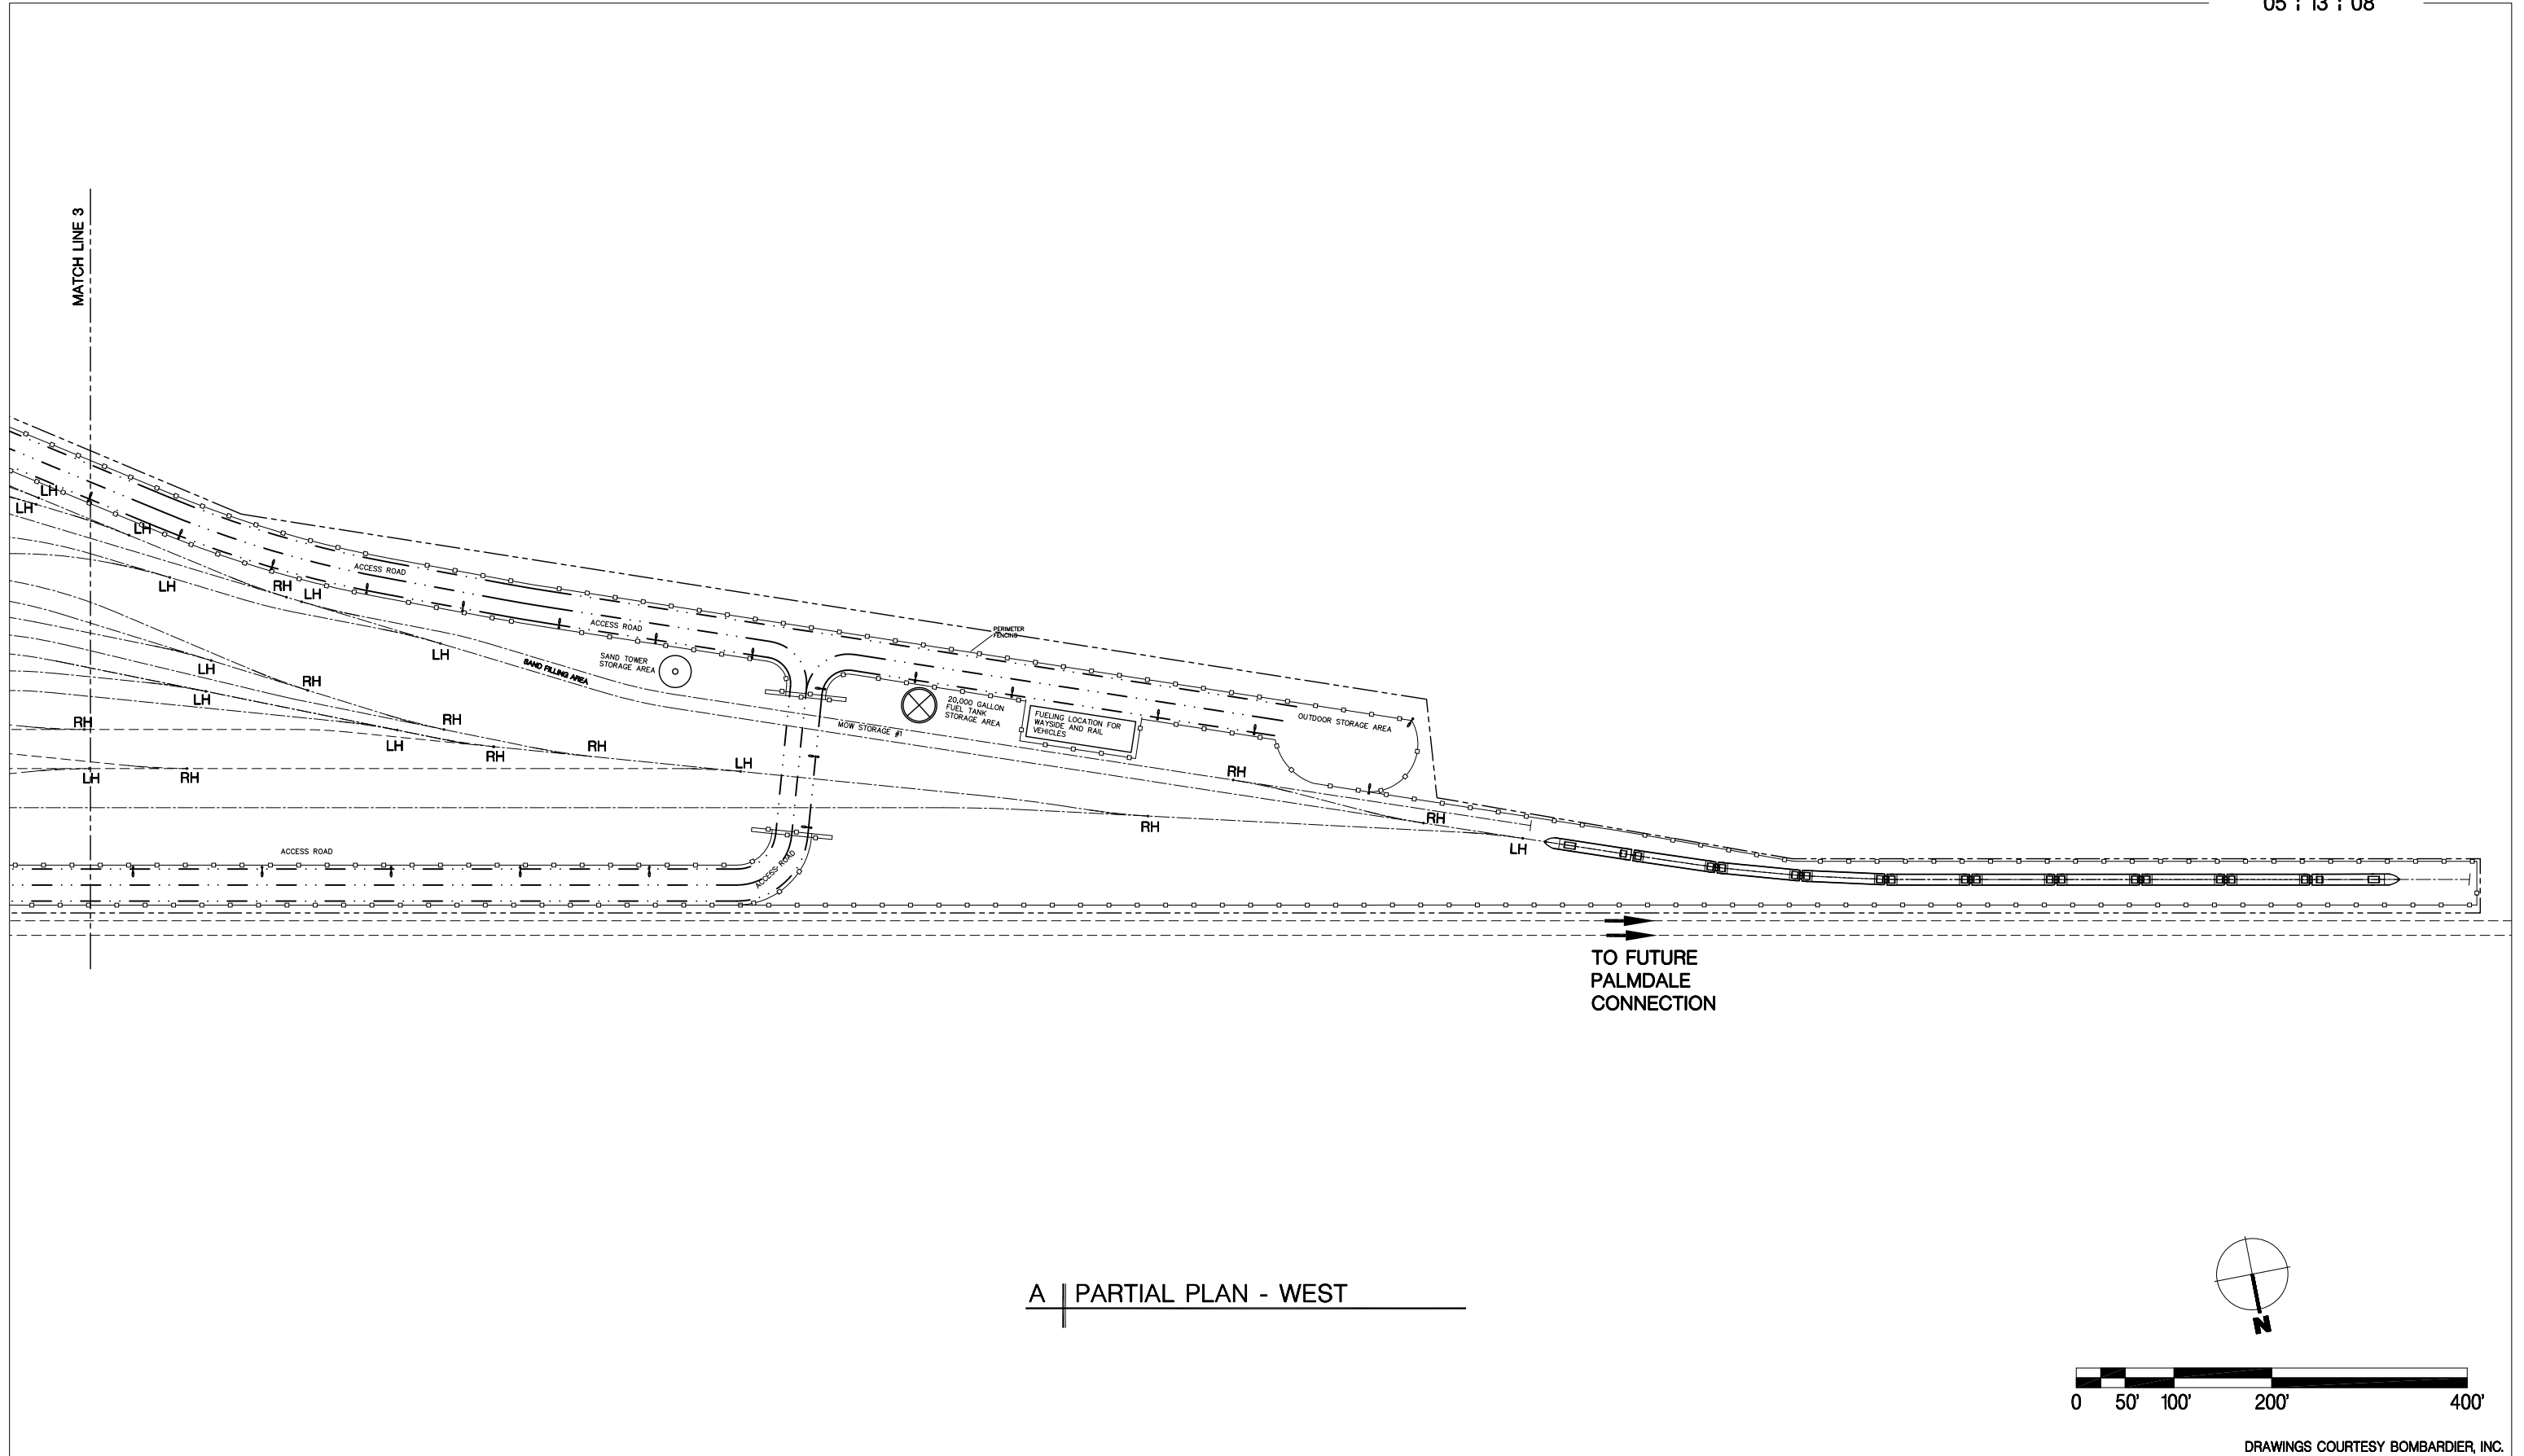 05 13 08
MATCH LINE 3
LH
LH
LH
LH
RH
LH
ACCESS ROAD
ACCESS ROAD
PERIMETER
FENCING
LH
SAND FILLING AREA
SAND TOWER
STORAGE AREA
LH
RH
LH
20,000 GALLON
FUEL TANK
STORAGE AREA
FUELING LOCATION FOR
WAYSIDE AND RAIL
VEHICLES
OUTDOOR STORAGE AREA
MOW STORAGE #1
RH
RH
LH
RH
RH
LH
RH
LH
RH
RH
RH
LH
ACCESS ROAD
ACCESS ROAD
TO FUTURE
PALMDALE
CONNECTION
A PARTIAL PLAN - WEST
N
0 50' 100' 200' 400'
DRAWINGS COURTESY BOMBARDIER, INC.